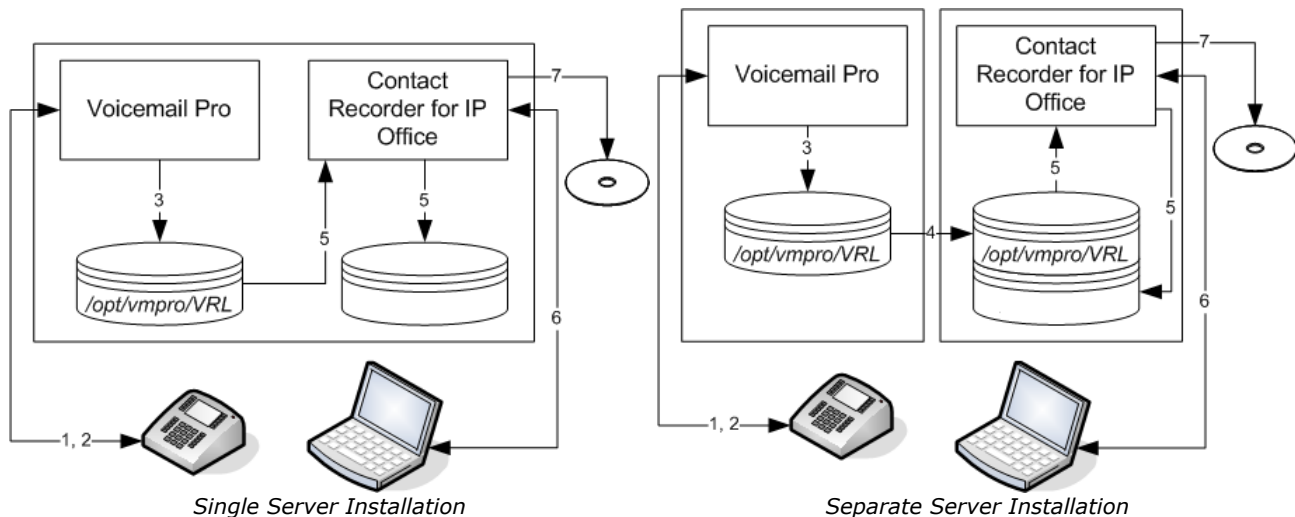 Voicemail Pro
Contact
Recorder for IP
Office
7
3
5
5
/opt/vmpro/VRL
6
1, 2
Single Server Installation
Voicemail Pro
Contact
Recorder for IP
Office
7
3
5
5
4
/opt/vmpro/VRL
/opt/vmpro/VRL
6
1, 2
Separate Server Installation